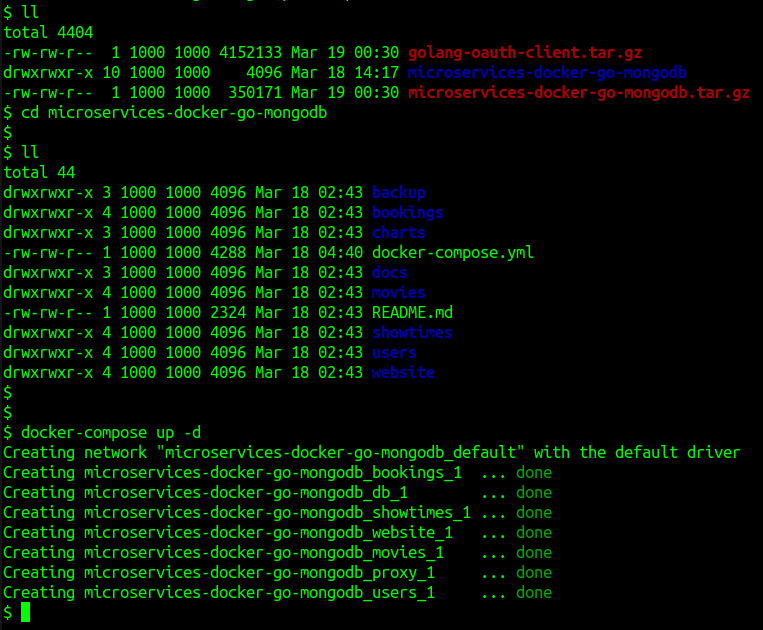 $ ll
total 4404
-rw-rw-r--  1 1000 1000 4152133 Mar 19 00:30 golang-oauth-client.tar.gz
drwxrwxr-x 10 1000 1000    4096 Mar 18 14:17 microservices-docker-go-mongodb
-rw-rw-r--  1 1000 1000  350171 Mar 19 00:30 microservices-docker-go-mongodb.tar.gz
$ cd microservices-docker-go-mongodb
$
$ ll
total 44
drwxrwxr-x 3 1000 1000 4096 Mar 18 02:43 backup
drwxrwxr-x 4 1000 1000 4096 Mar 18 02:43 bookings
drwxrwxr-x 3 1000 1000 4096 Mar 18 02:43 charts
-rw-rw-r-- 1 1000 1000 4288 Mar 18 04:40 docker-compose.yml
drwxrwxr-x 3 1000 1000 4096 Mar 18 02:43 docs
drwxrwxr-x 4 1000 1000 4096 Mar 18 02:43 movies
-rw-rw-r-- 1 1000 1000 2324 Mar 18 02:43 README.md
drwxrwxr-x 4 1000 1000 4096 Mar 18 02:43 showtimes
drwxrwxr-x 4 1000 1000 4096 Mar 18 02:43 users
drwxrwxr-x 4 1000 1000 4096 Mar 18 02:43 website
$
$
$ docker-compose up -d
Creating network "microservices-docker-go-mongodb_default" with the default driver
Creating microservices-docker-go-mongodb_bookings_1  ... done
Creating microservices-docker-go-mongodb_db_1        ... done
Creating microservices-docker-go-mongodb_showtimes_1 ... done
Creating microservices-docker-go-mongodb_website_1   ... done
Creating microservices-docker-go-mongodb_movies_1    ... done
Creating microservices-docker-go-mongodb_proxy_1     ... done
Creating microservices-docker-go-mongodb_users_1     ... done
$